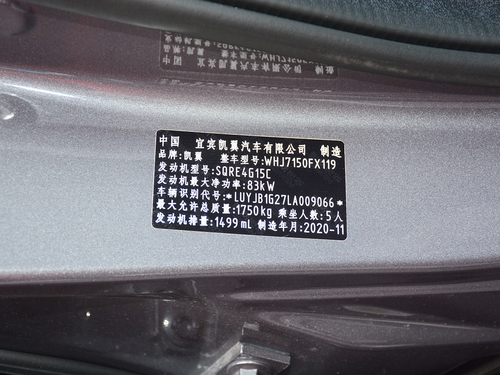 中国 宜宾凯翼汽车有限公司 制造
品牌:凯翼 整车型号:WHJ7150FX119
发动机型号:SQRE4G15C
发动机最大净功率:83kW
车辆识别代号:*LUYJB1G27LA009066*
最大允许总质量:1750kg 乘坐人数:5人
发动机排量:1499mL 制造年月:2020-11